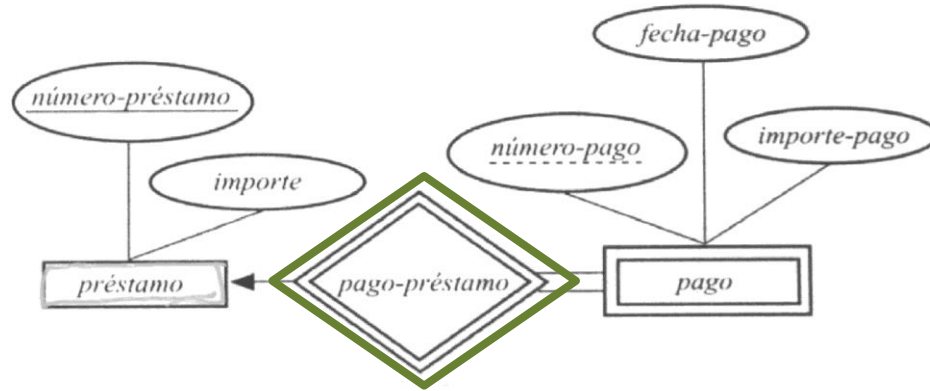 fecha-pago
número-préstamo
número-pago
importe-pago
importe
préstamo
pago-préstamo
pago